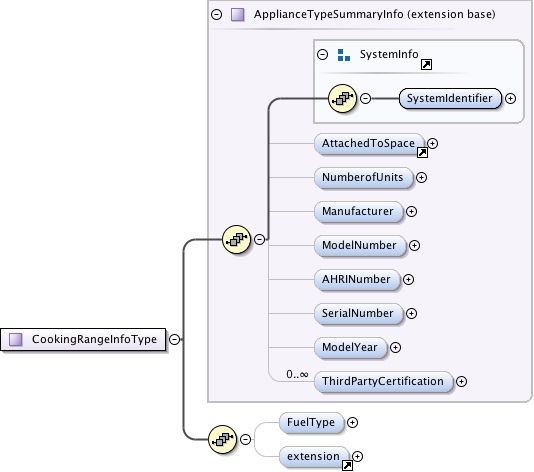 ApplianceTypeSummaryInfo (extension base)
SystemInfo
SystemIdentifier
AttachedToSpace
NumberofUnits
Manufacturer
ModelNumber
AHRINumber
SerialNumber
CookingRangeInfoType
ModelYear
0..∞
ThirdPartyCertification
FuelType
extension